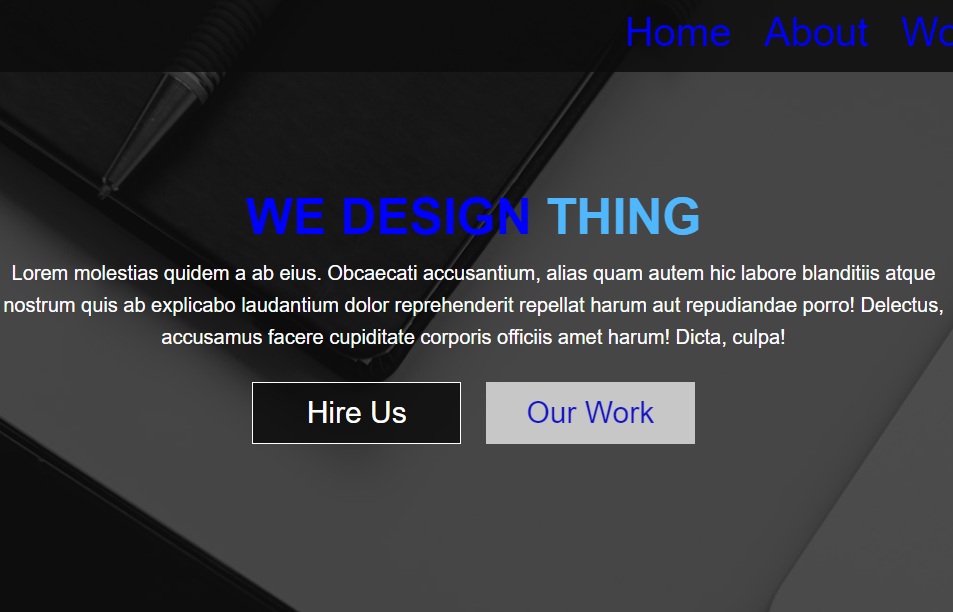 Home About
WE DESIGN THING
Lorem molestias quidem a ab eius. Obcaecati accusantium, alias quam autem hic labore blanditiis atque
nostrum quis ab explicabo laudantium dolor reprehenderit repellat harum aut repudiandae porro! Delectus,
accusamus facere cupiditate corporis officiis amet harum! Dicta, culpa!
Hire Us Our Work